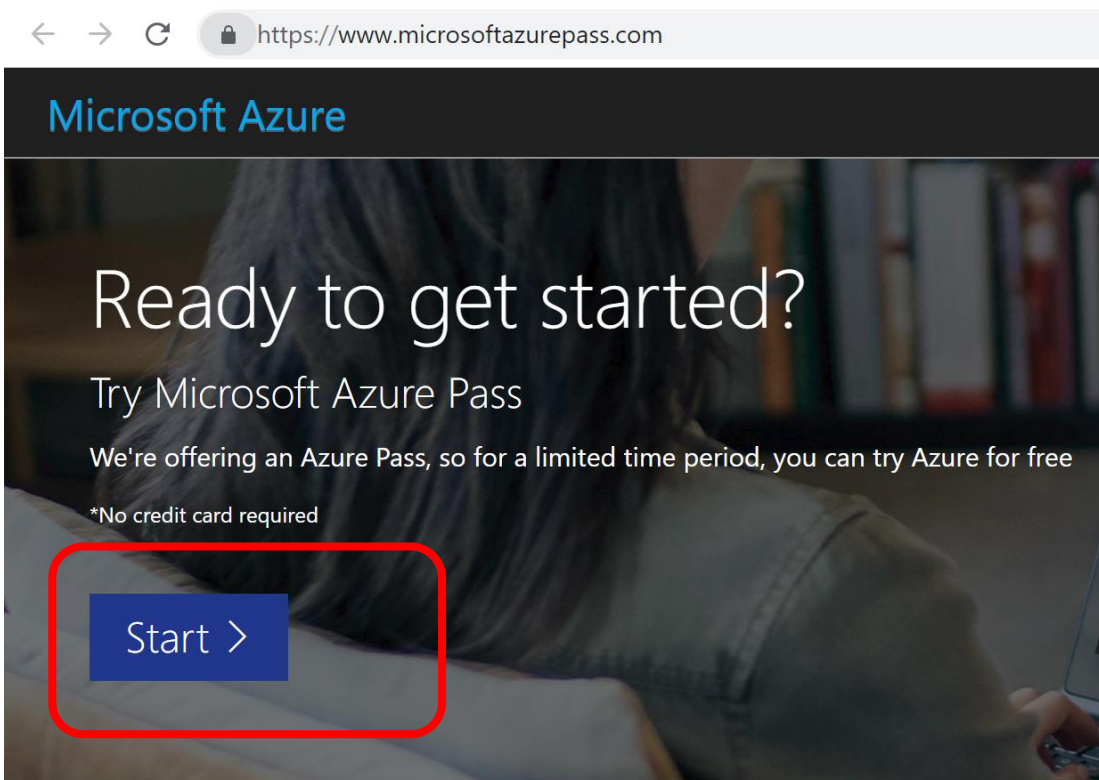 https://www.microsoftazurepass.com
Microsoft Azure
Ready to get started?
Try Microsoft Azure Pass
We're offering an Azure Pass, so for a limited time period, you can try Azure for free
*No credit card required
Start >